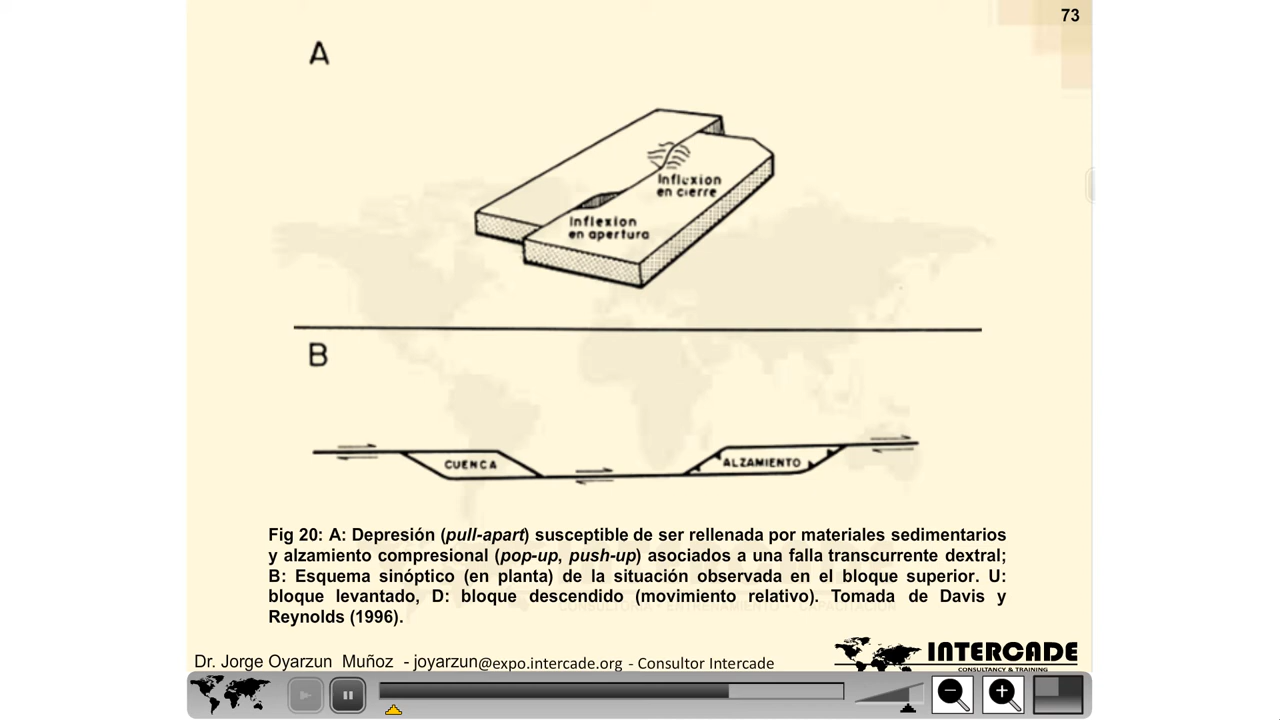 73
A
Inflexion
en cierre
Inflexion
en apertura
B
CUENCA
ALZAMIENTO
Fig 20: A: Depresión (pull-apart) susceptible de ser rellenada por materiales sedimentarios
y alzamiento compresional (pop-up, push-up) asociados a una falla transcurrente dextral;
B: Esquema sinóptico (en planta) de la situación observada en el bloque superior. U:
bloque levantado, D: bloque descendido (movimiento relativo). Tomada de Davis y
CONSULTORIA - ENTRENAMIENTO - CAPACITACIÓN
Reynolds (1996).
Dr. Jorge Oyarzun Muñoz - joyarzun@expo.intercade.org - Consultor Intercade
INTERCADE
CONSULTANCY & TRAINING